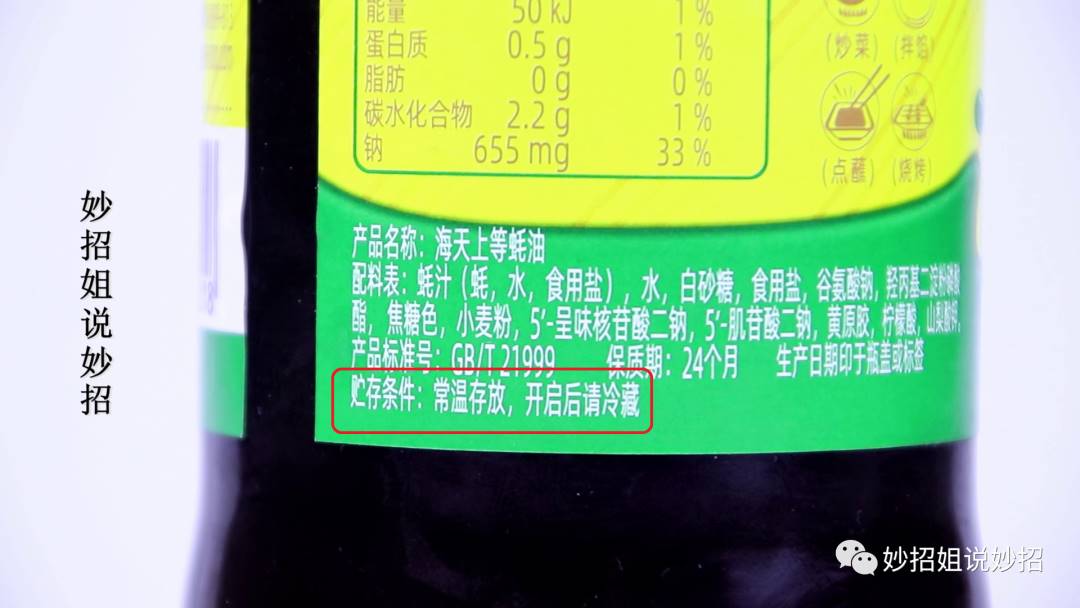 能量 50 kJ 1 %
蛋白质 0.5 g 1 %
脂肪 0 g 0 %
碳水化合物 2.2 g 1 %
钠 655 mg 33 %
(炒菜) (拌馅)
(点蘸) (烧烤)
妙招姐说妙招
产品名称：海天上等蚝油
配料表：蚝汁（蚝，水，食用盐），水，白砂糖，食用盐，谷氨酸钠，羟丙基二淀粉磷酸
酯，焦糖色，小麦粉，5′-呈味核苷酸二钠，5′-肌苷酸二钠，黄原胶，柠檬酸，山梨酸钾。
产品标准号：GB/T 21999 保质期：24个月 生产日期印于瓶盖或标签
贮存条件：常温存放，开启后请冷藏
妙招姐说妙招